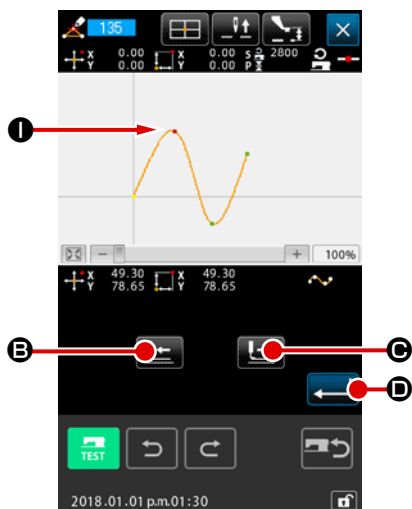 135
X 0.00 X 0.00 S 2800
Y 0.00 Y 0.00 P
I
100%
X 49.30 X 49.30
Y 78.65 Y 78.65
B
C
D
TEST
2018.01.01 p.m.01:30